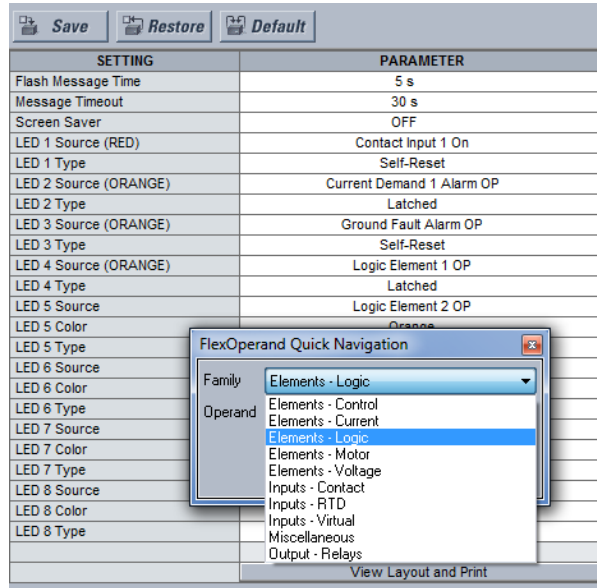 Save Restore Default
SETTING PARAMETER
Flash Message Time 5 s
Message Timeout 30 s
Screen Saver OFF
LED 1 Source (RED) Contact Input 1 On
LED 1 Type Self-Reset
LED 2 Source (ORANGE) Current Demand 1 Alarm OP
LED 2 Type Latched
LED 3 Source (ORANGE) Ground Fault Alarm OP
LED 3 Type Self-Reset
LED 4 Source (ORANGE) Logic Element 1 OP
LED 4 Type Latched
LED 5 Source Logic Element 2 OP
LED 5 Color Orange
LED 5 Type
LED 6 Source
LED 6 Color
LED 6 Type
LED 7 Source
LED 7 Color
LED 7 Type
LED 8 Source
LED 8 Color
LED 8 Type
FlexOperand Quick Navigation
Family Elements - Logic
Operand
Elements - Control
Elements - Current
Elements - Logic
Elements - Motor
Elements - Voltage
Inputs - Contact
Inputs - RTD
Inputs - Virtual
Miscellaneous
Output - Relays
View Layout and Print